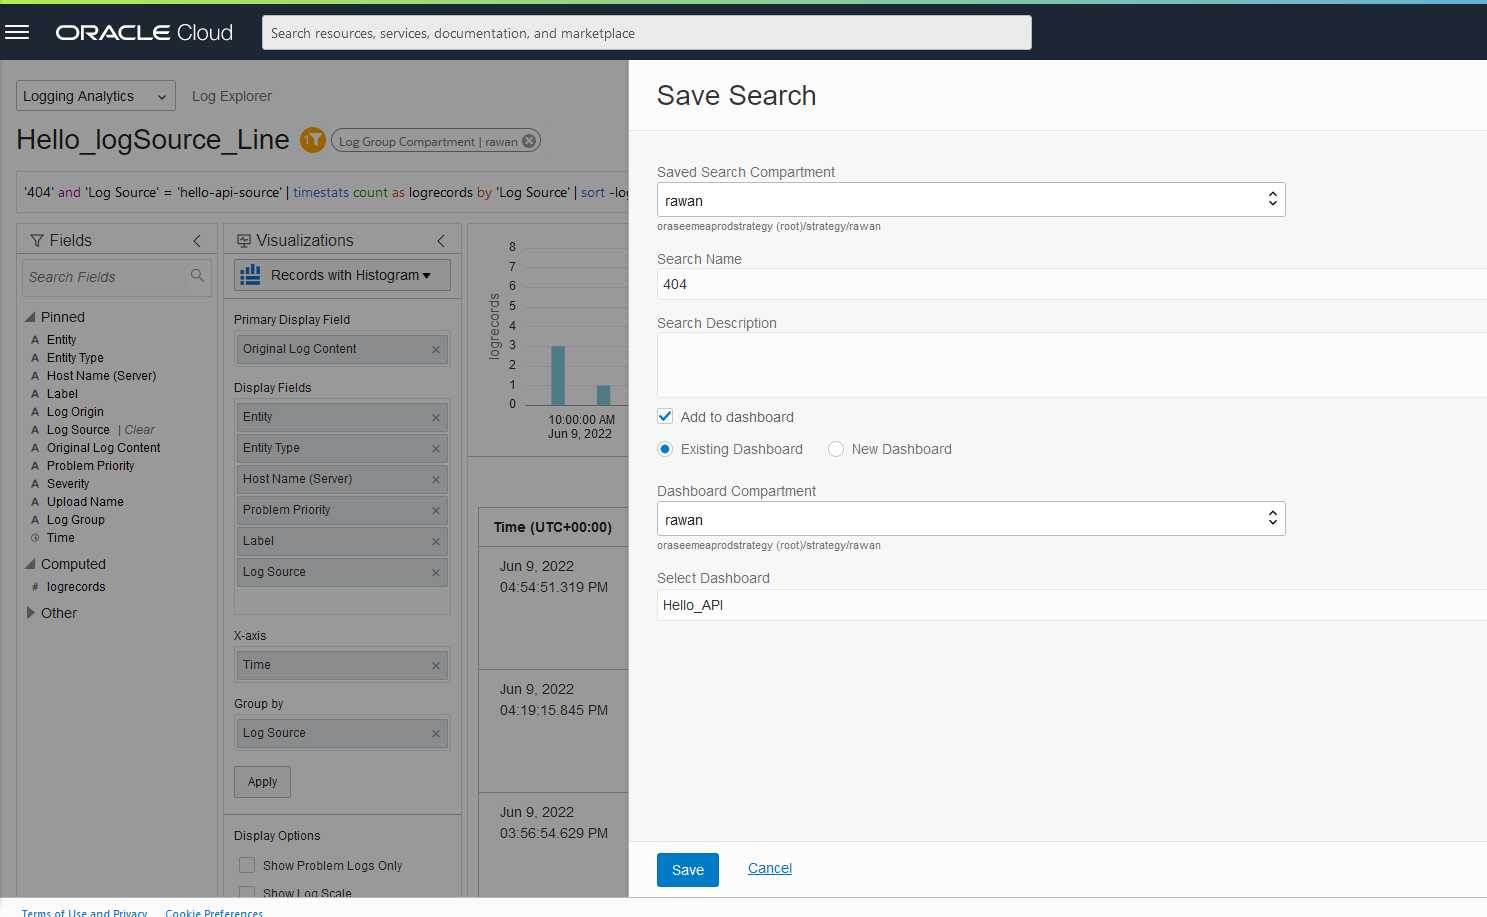 ORACLE Cloud
Search resources, services, documentation, and marketplace
Logging Analytics
Log Explorer
Hello_logSource_Line
1
Log Group Compartment | rawan
'404' and 'Log Source' = 'hello-api-source' | timestats count as logrecords by 'Log Source' | sort -lo
Fields
Search Fields
Pinned
A Entity
A Entity Type
A Host Name (Server)
A Label
A Log Origin
A Log Source | Clear
A Original Log Content
A Problem Priority
A Severity
A Upload Name
A Log Group
Time
Computed
# logrecords
Other
Visualizations
Records with Histogram
Primary Display Field
Original Log Content
Display Fields
Entity
Entity Type
Host Name (Server)
Problem Priority
Label
Log Source
X-axis
Time
Group by
Log Source
Apply
Display Options
Show Problem Logs Only
Show Log Scale
logrecords
8
7
6
5
4
3
2
1
0
10:00:00 AM
Jun 9, 2022
Time (UTC+00:00)
Jun 9, 2022
04:54:51.319 PM
Jun 9, 2022
04:19:15.845 PM
Jun 9, 2022
03:56:54.629 PM
Save Search
Saved Search Compartment
rawan
oraseemeaprodstrategy (root)/strategy/rawan
Search Name
404
Search Description
Add to dashboard
Existing Dashboard
New Dashboard
Dashboard Compartment
rawan
oraseemeaprodstrategy (root)/strategy/rawan
Select Dashboard
Hello_API
Save
Cancel
Terms of Use and Privacy
Cookie Preferences